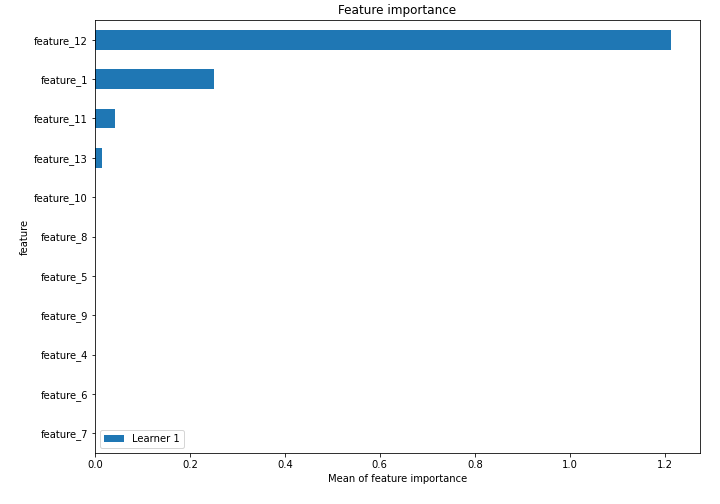 Feature importance
feature_12
feature_1
feature_11
feature_13
feature_10
feature_8
feature_5
feature_9
feature_4
feature_6
feature_7
feature
Learner 1
0.0 0.2 0.4 0.6 0.8 1.0 1.2
Mean of feature importance